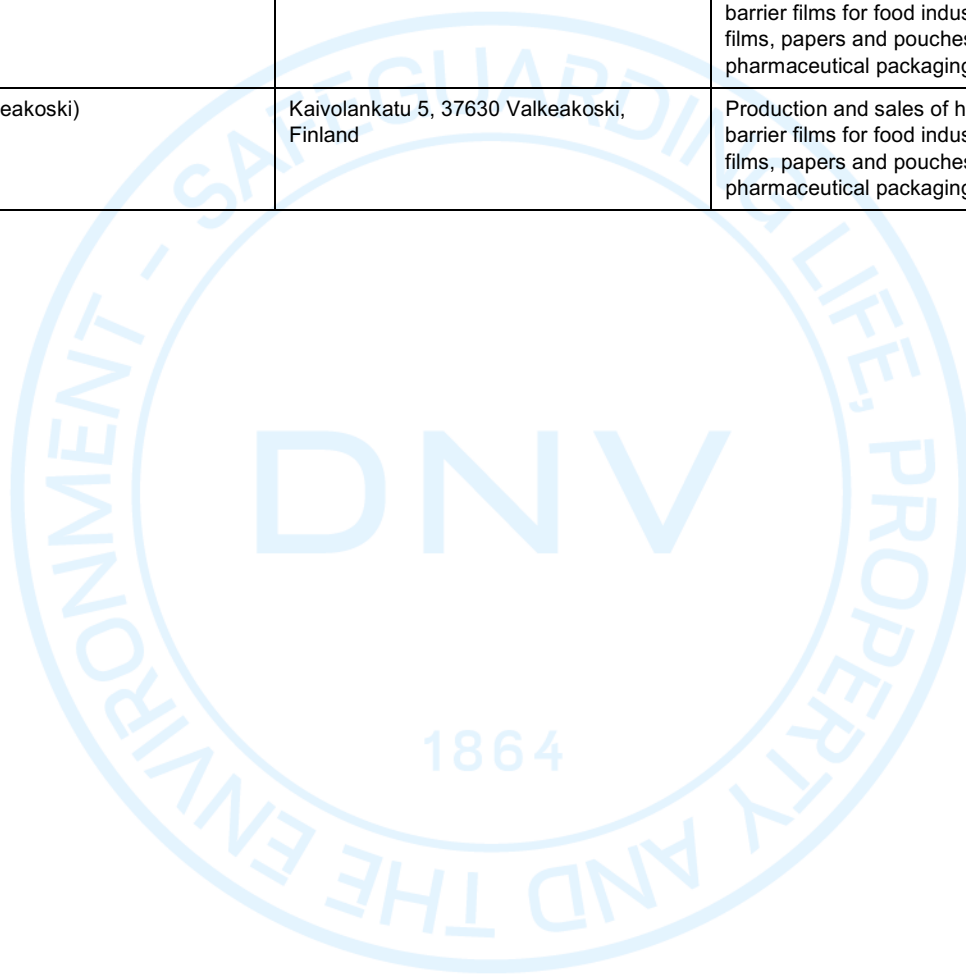 barrier films for food indus
films, papers and pouches
pharmaceutical packaging
eakoski)
Kaivolankatu 5, 37630 Valkeakoski,
Finland
Production and sales of h
barrier films for food indus
films, papers and pouches
pharmaceutical packaging
SAFEGUARDING LIFE, PROPERTY AND THE ENVIRONMENT -
DNV
1864